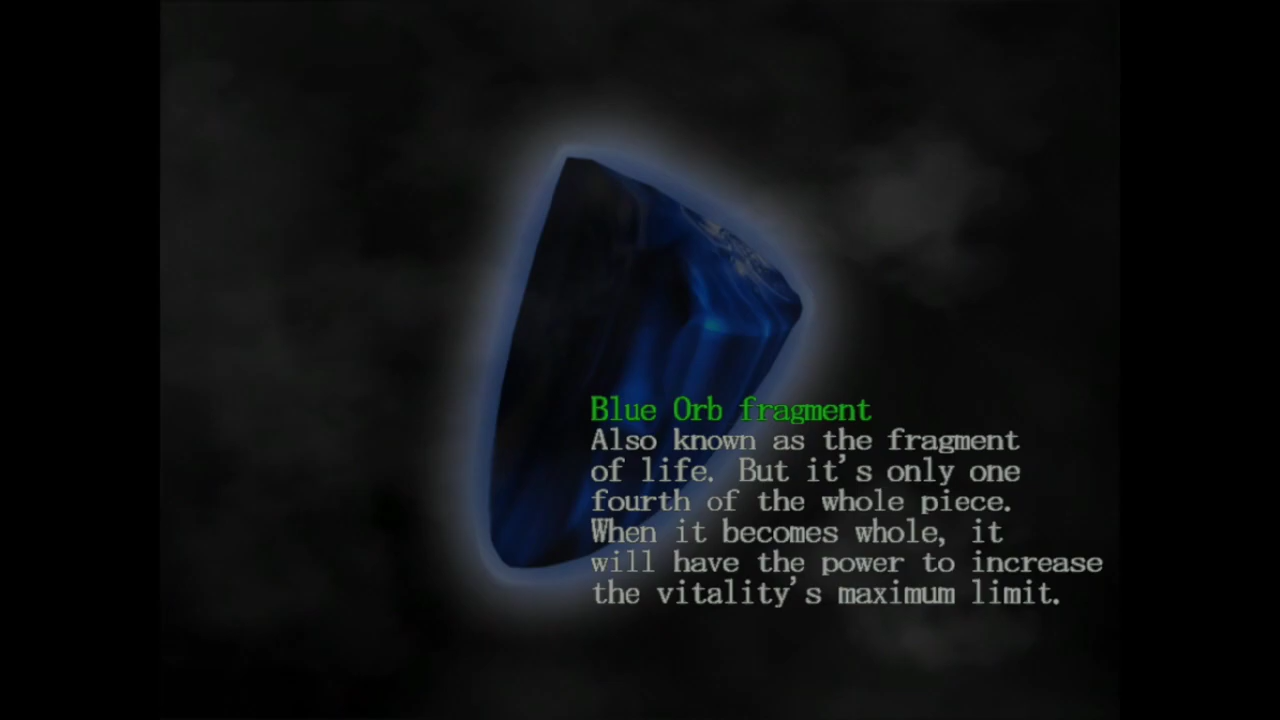 Blue Orb fragment
Also known as the fragment
of life. But it's only one
fourth of the whole piece.
When it becomes whole, it
will have the power to increase
the vitality's maximum limit.